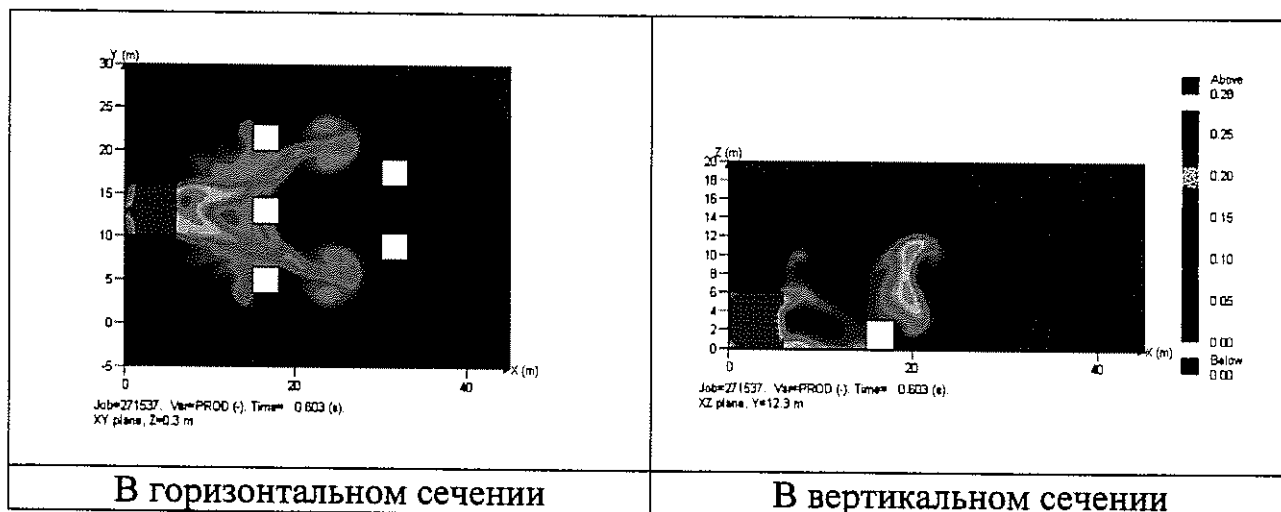 Y (m)
30
25
20
15
10
5
0
-5
0
20
40
X (m)
Job=271537. Var=PROD (-). Time= 0.603 (s).
XY plane, Z=0.3 m
Z (m)
20
18
16
14
12
10
8
6
4
2
0
0
20
40
X (m)
Job=271537. Var=PROD (-). Time= 0.603 (s).
XZ plane, Y=12.3 m
Above
0.28
0.25
0.20
0.15
0.10
0.05
0.00
Below
0.00
В горизонтальном сечении
В вертикальном сечении